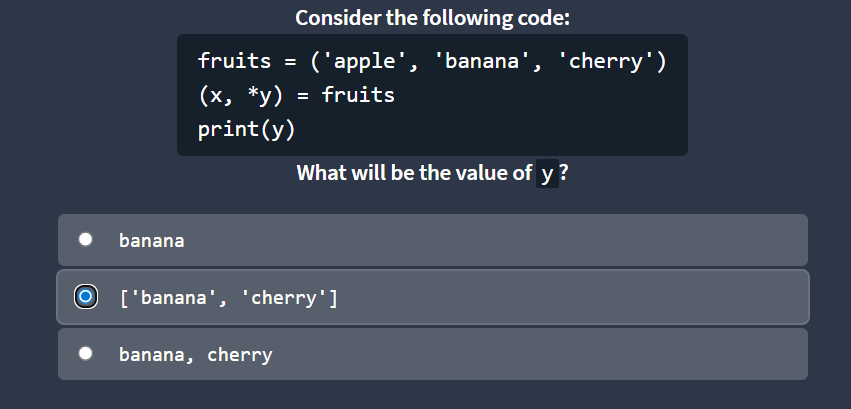 Consider the following code:
fruits = ('apple', 'banana', 'cherry')
(x, *y) = fruits
print(y)
What will be the value of y?
banana
['banana', 'cherry']
banana, cherry